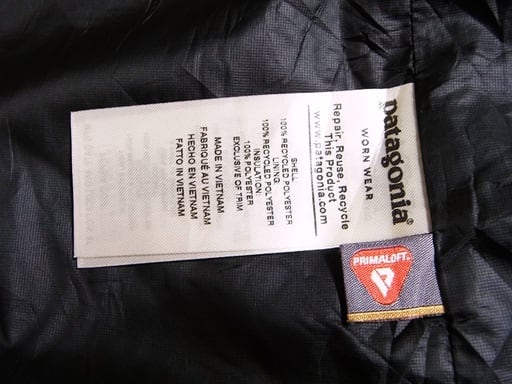 patagonia®
WORN WEAR
Repair, Reuse, Recycle
This Product
www.patagonia.com
SHELL:
100% RECYCLED POLYESTER
LINING:
100% RECYCLED POLYESTER
INSULATION:
100% POLYESTER
EXCLUSIVE OF TRIM
MADE IN VIETNAM
FABRIQUÉ AU VIETNAM
HECHO EN VIETNAM
FATTO IN VIETNAM
PRIMALOFT